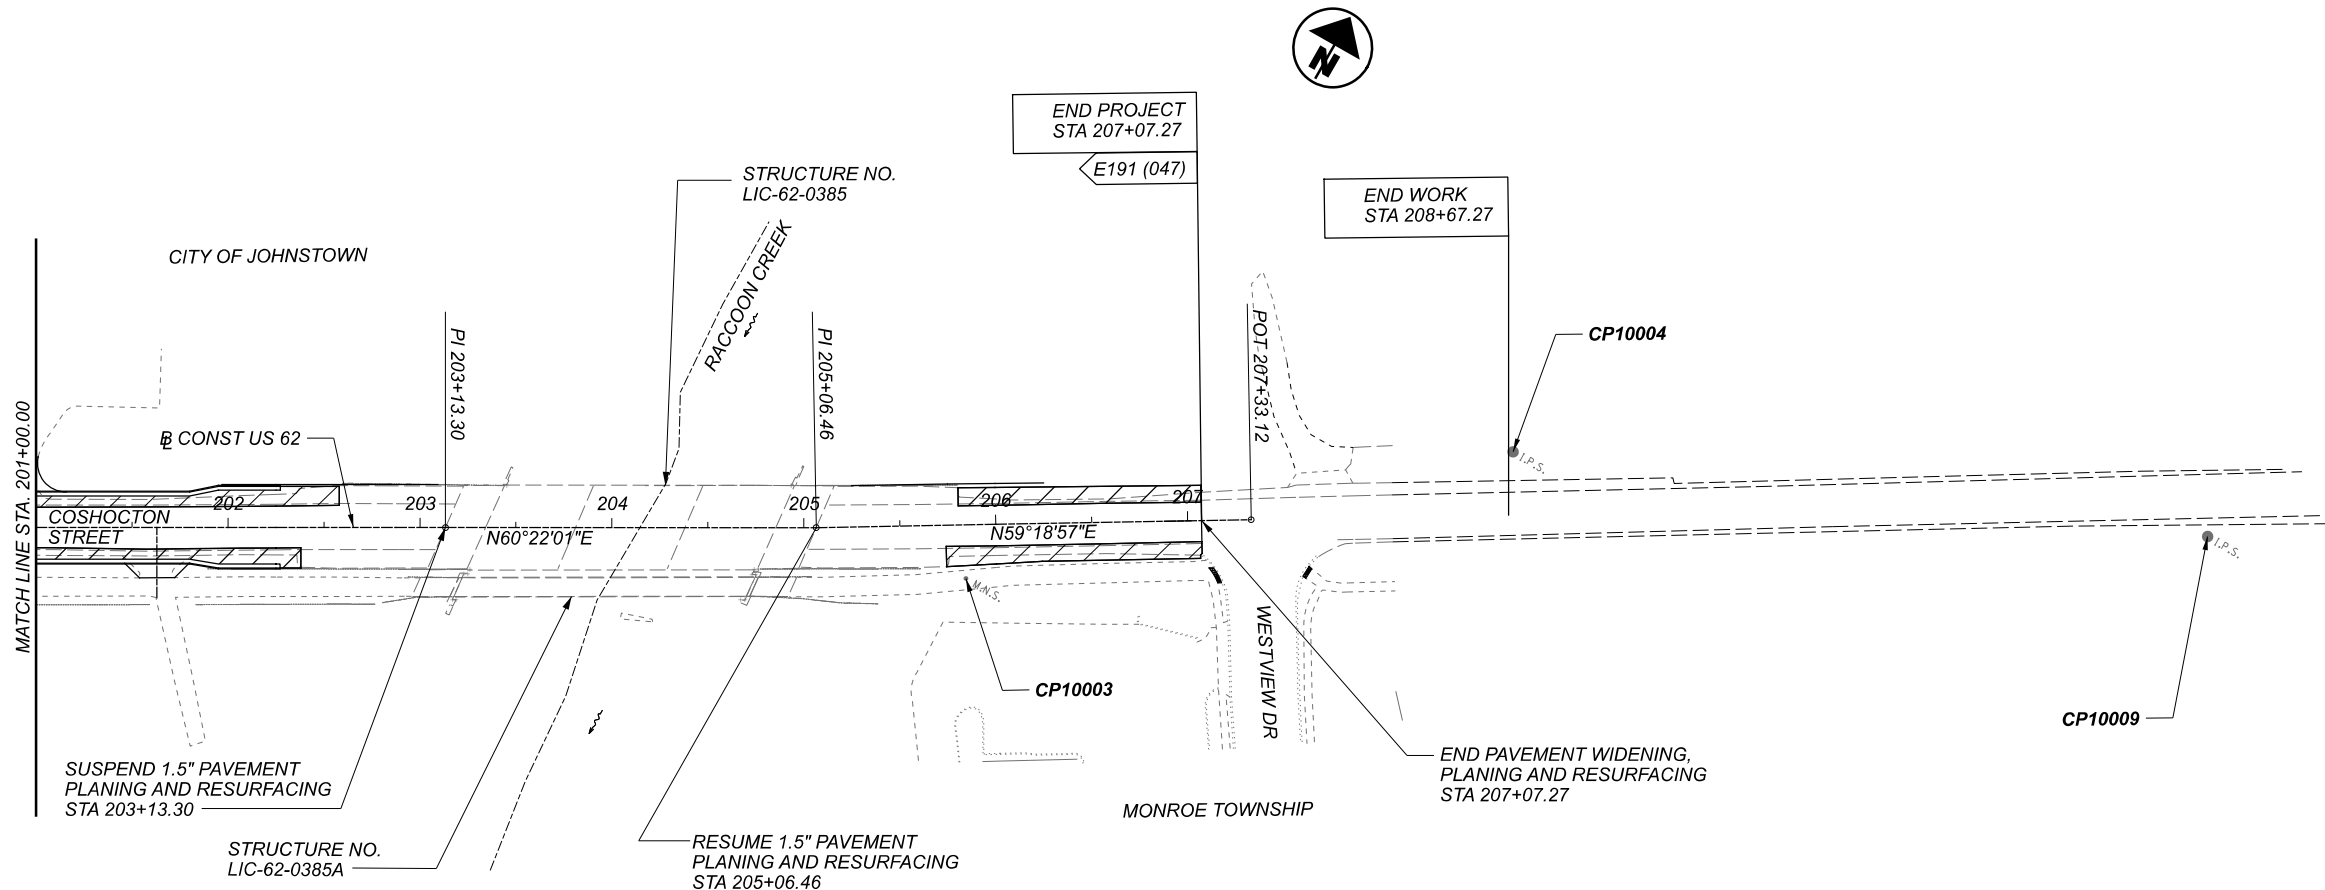 N
END PROJECT
STA 207+07.27
E191 (047)
STRUCTURE NO.
LIC-62-0385
END WORK
STA 208+67.27
CITY OF JOHNSTOWN
RACCOON CREEK
PI 203+13.30
PI 205+06.46
POT 207+33.12
CP10004
I.P.S.
MATCH LINE STA. 201+00.00
BL CONST US 62
202
203
204
205
206
207
COSHOCTON
STREET
N60°22'01"E
N59°18'57"E
I.P.S.
M.N.S.
WESTVIEW DR
CP10003
CP10009
SUSPEND 1.5" PAVEMENT
PLANING AND RESURFACING
STA 203+13.30
END PAVEMENT WIDENING,
PLANING AND RESURFACING
STA 207+07.27
MONROE TOWNSHIP
STRUCTURE NO.
LIC-62-0385A
RESUME 1.5" PAVEMENT
PLANING AND RESURFACING
STA 205+06.46